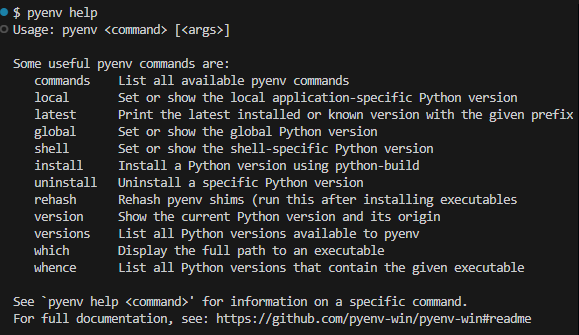 $ pyenv help
Usage: pyenv <command> [<args>]
Some useful pyenv commands are:
commands    List all available pyenv commands
local       Set or show the local application-specific Python version
latest      Print the latest installed or known version with the given prefix
global      Set or show the global Python version
shell       Set or show the shell-specific Python version
install     Install a Python version using python-build
uninstall   Uninstall a specific Python version
rehash      Rehash pyenv shims (run this after installing executables
version     Show the current Python version and its origin
versions    List all Python versions available to pyenv
which       Display the full path to an executable
whence      List all Python versions that contain the given executable
See `pyenv help <command>' for information on a specific command.
For full documentation, see: https://github.com/pyenv-win/pyenv-win#readme